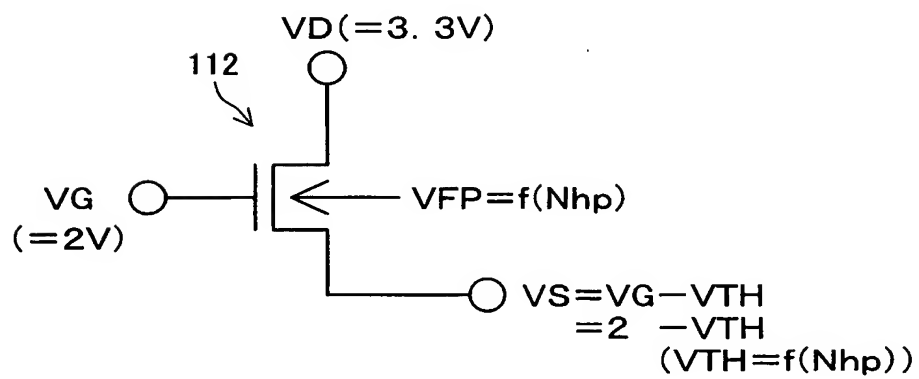 VD(=3. 3V)
112
VG
(=2V)
VFP=f(Nhp)
VS=VG-VTH
=2 -VTH
(VTH=f(Nhp))